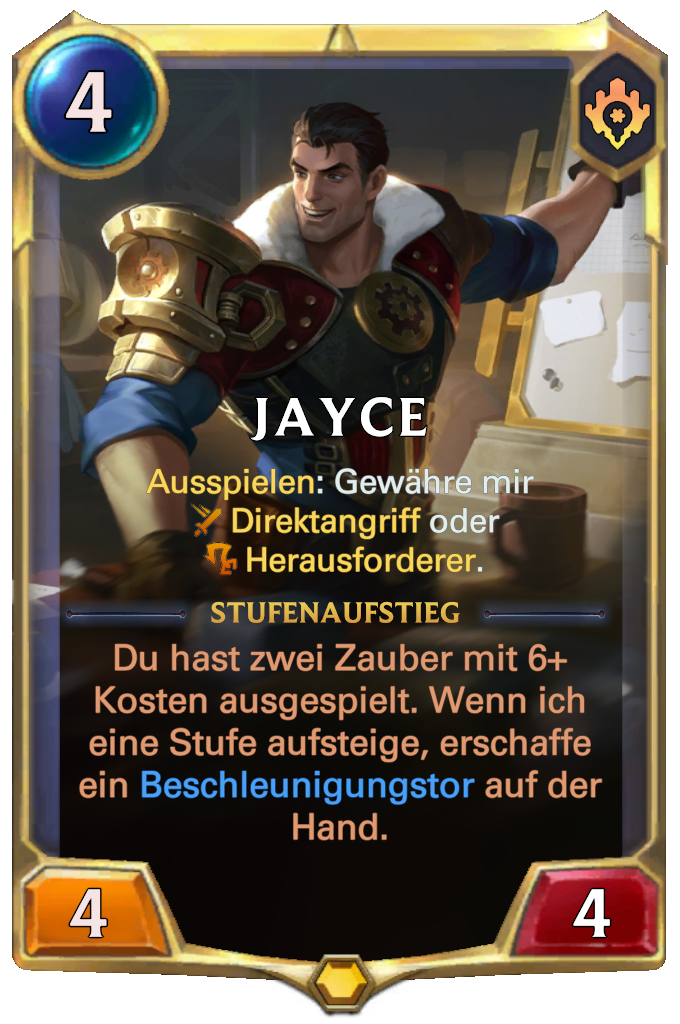 4
JAYCE
Ausspielen: Gewähre mir
Direktangriff oder
Herausforderer.
STUFENAUFSTIEG
Du hast zwei Zauber mit 6+
Kosten ausgespielt. Wenn ich
eine Stufe aufsteige, erschaffe
ein Beschleunigungstor auf der
Hand.
4
4